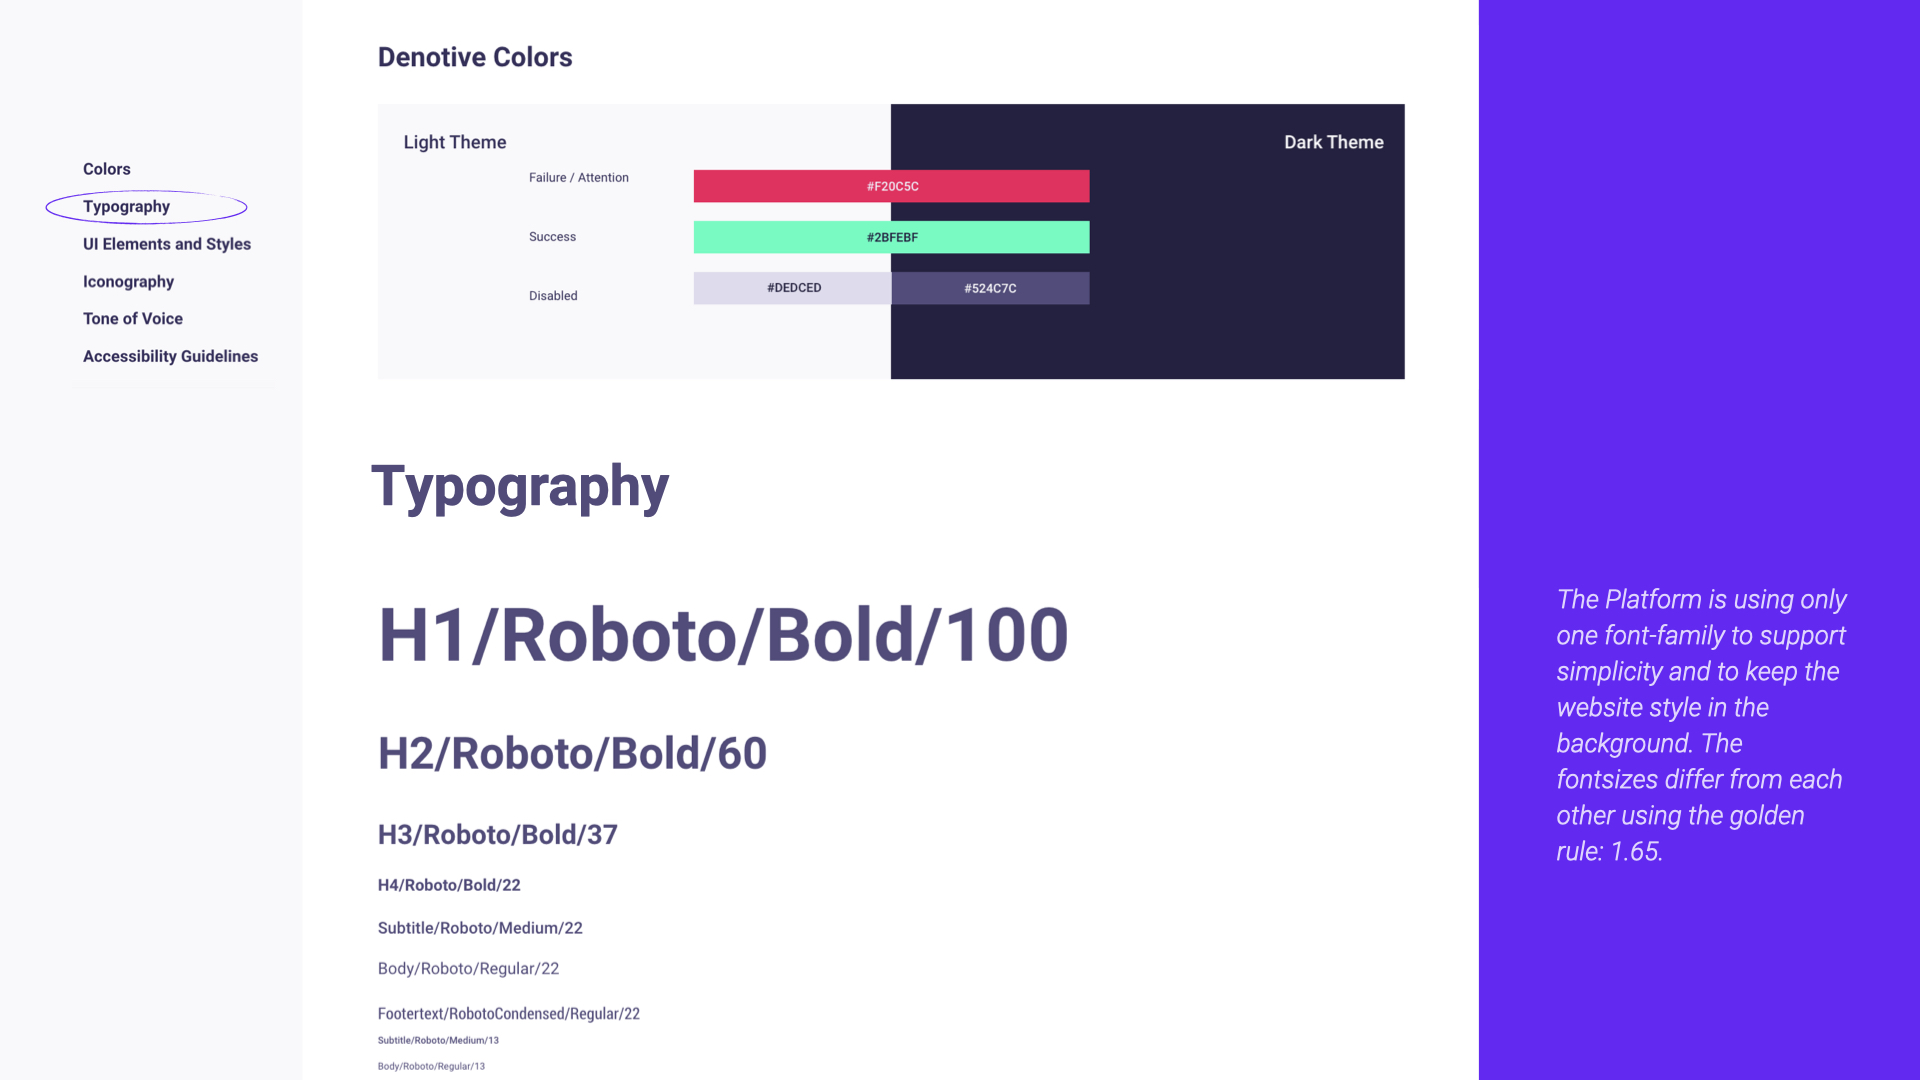 Colors
Typography
UI Elements and Styles
Iconography
Tone of Voice
Accessibility Guidelines
Denotive Colors
Light Theme
Dark Theme
Failure / Attention
#F20C5C
Success
#2BFEBF
Disabled
#DEDCED
#524C7C
Typography
H1/Roboto/Bold/100
H2/Roboto/Bold/60
H3/Roboto/Bold/37
H4/Roboto/Bold/22
Subtitle/Roboto/Medium/22
Body/Roboto/Regular/22
Footertext/RobotoCondensed/Regular/22
Subtitle/Roboto/Medium/13
Body/Roboto/Regular/13
The Platform is using only
one font-family to support
simplicity and to keep the
website style in the
background. The
fontsizes differ from each
other using the golden
rule: 1.65.